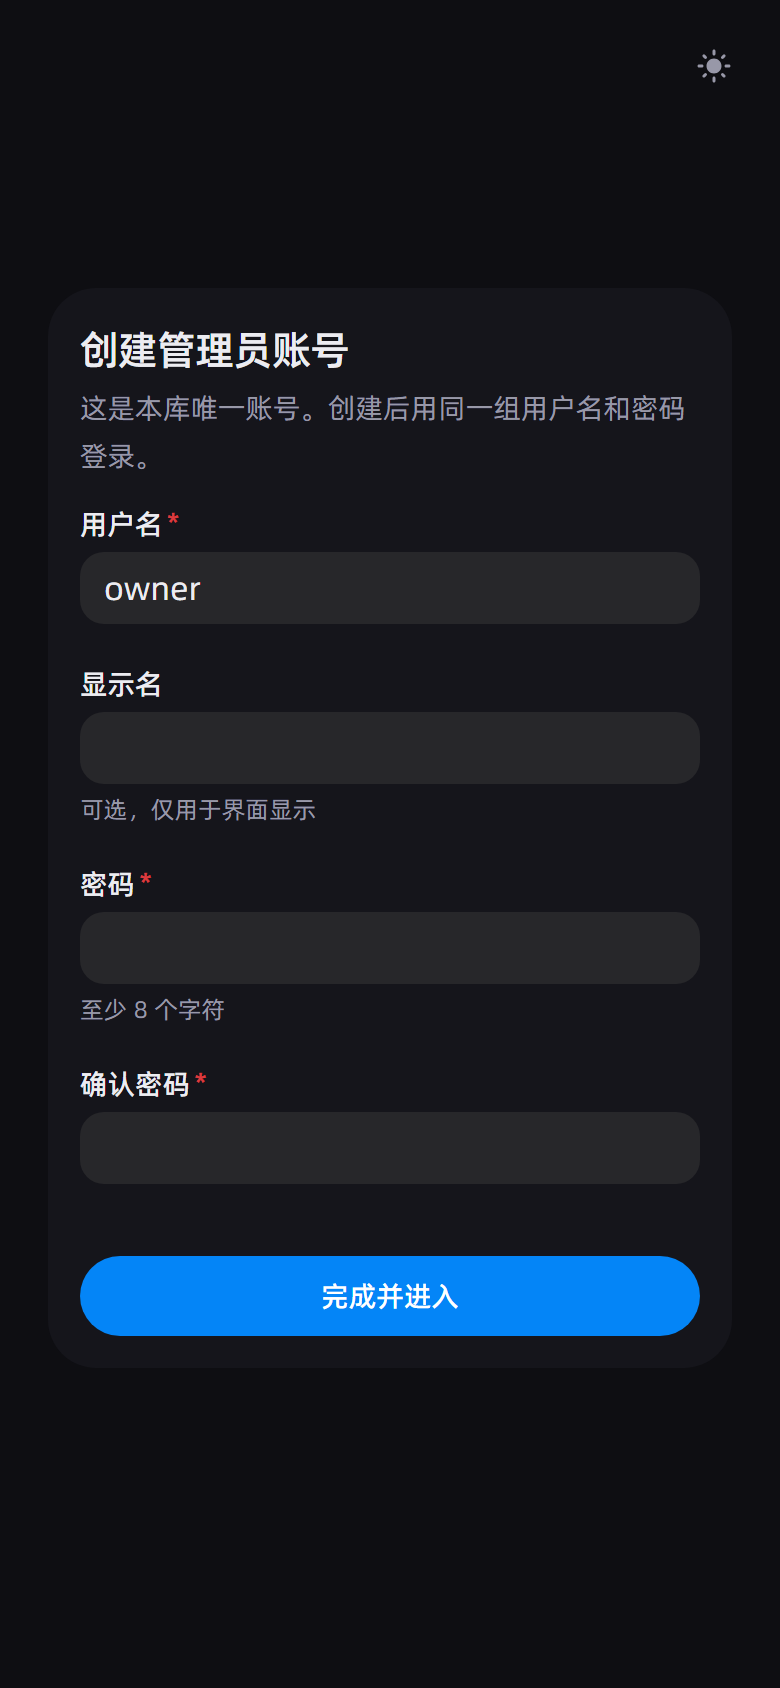 创建管理员账号
这是本库唯一账号。创建后用同一组用户名和密码
登录。
用户名 *
owner
显示名
可选，仅用于界面显示
密码 *
至少 8 个字符
确认密码 *
完成并进入